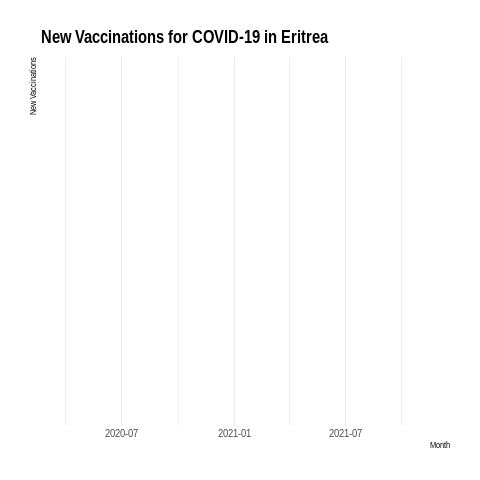 New Vaccinations for COVID-19 in Eritrea
New Vaccinations
2020-07 2021-01 2021-07
Month